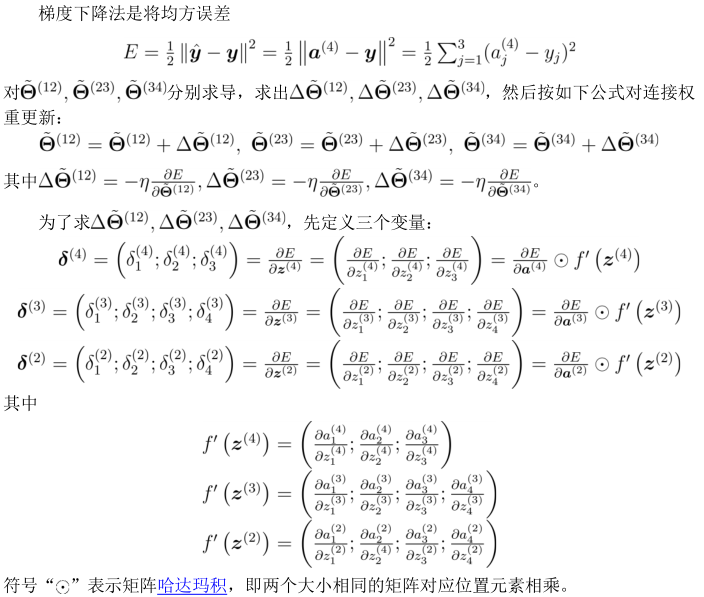 梯度下降法是将均方误差
$E = \frac{1}{2}\left\|\hat{\boldsymbol{y}} - \boldsymbol{y}\right\|^2 = \frac{1}{2}\left\|\boldsymbol{a}^{(4)} - \boldsymbol{y}\right\|^2 = \frac{1}{2}\sum_{j=1}^{3}(a_j^{(4)} - y_j)^2$
对$\tilde{\boldsymbol{\Theta}}^{(12)}, \tilde{\boldsymbol{\Theta}}^{(23)}, \tilde{\boldsymbol{\Theta}}^{(34)}$分别求导，求出$\Delta\tilde{\boldsymbol{\Theta}}^{(12)}, \Delta\tilde{\boldsymbol{\Theta}}^{(23)}, \Delta\tilde{\boldsymbol{\Theta}}^{(34)}$，然后按如下公式对连接权
重更新：
$\tilde{\boldsymbol{\Theta}}^{(12)} = \tilde{\boldsymbol{\Theta}}^{(12)} + \Delta\tilde{\boldsymbol{\Theta}}^{(12)},\ \tilde{\boldsymbol{\Theta}}^{(23)} = \tilde{\boldsymbol{\Theta}}^{(23)} + \Delta\tilde{\boldsymbol{\Theta}}^{(23)},\ \tilde{\boldsymbol{\Theta}}^{(34)} = \tilde{\boldsymbol{\Theta}}^{(34)} + \Delta\tilde{\boldsymbol{\Theta}}^{(34)}$
其中$\Delta\tilde{\boldsymbol{\Theta}}^{(12)} = -\eta\frac{\partial E}{\partial\tilde{\boldsymbol{\Theta}}^{(12)}}, \Delta\tilde{\boldsymbol{\Theta}}^{(23)} = -\eta\frac{\partial E}{\partial\tilde{\boldsymbol{\Theta}}^{(23)}}, \Delta\tilde{\boldsymbol{\Theta}}^{(34)} = -\eta\frac{\partial E}{\partial\tilde{\boldsymbol{\Theta}}^{(34)}}$。
为了求$\Delta\tilde{\boldsymbol{\Theta}}^{(12)}, \Delta\tilde{\boldsymbol{\Theta}}^{(23)}, \Delta\tilde{\boldsymbol{\Theta}}^{(34)}$，先定义三个变量：
$\boldsymbol{\delta}^{(4)} = \left(\delta_1^{(4)}; \delta_2^{(4)}; \delta_3^{(4)}\right) = \frac{\partial E}{\partial \boldsymbol{z}^{(4)}} = \left(\frac{\partial E}{\partial z_1^{(4)}}; \frac{\partial E}{\partial z_2^{(4)}}; \frac{\partial E}{\partial z_3^{(4)}}\right) = \frac{\partial E}{\partial \boldsymbol{a}^{(4)}} \odot f'\left(\boldsymbol{z}^{(4)}\right)$
$\boldsymbol{\delta}^{(3)} = \left(\delta_1^{(3)}; \delta_2^{(3)}; \delta_3^{(3)}; \delta_4^{(3)}\right) = \frac{\partial E}{\partial \boldsymbol{z}^{(3)}} = \left(\frac{\partial E}{\partial z_1^{(3)}}; \frac{\partial E}{\partial z_2^{(3)}}; \frac{\partial E}{\partial z_3^{(3)}}; \frac{\partial E}{\partial z_4^{(3)}}\right) = \frac{\partial E}{\partial \boldsymbol{a}^{(3)}} \odot f'\left(\boldsymbol{z}^{(3)}\right)$
$\boldsymbol{\delta}^{(2)} = \left(\delta_1^{(2)}; \delta_2^{(2)}; \delta_3^{(2)}; \delta_4^{(2)}\right) = \frac{\partial E}{\partial \boldsymbol{z}^{(2)}} = \left(\frac{\partial E}{\partial z_1^{(2)}}; \frac{\partial E}{\partial z_2^{(2)}}; \frac{\partial E}{\partial z_3^{(2)}}; \frac{\partial E}{\partial z_4^{(2)}}\right) = \frac{\partial E}{\partial \boldsymbol{a}^{(2)}} \odot f'\left(\boldsymbol{z}^{(2)}\right)$
其中
$f'\left(\boldsymbol{z}^{(4)}\right) = \left(\frac{\partial a_1^{(4)}}{\partial z_1^{(4)}}; \frac{\partial a_2^{(4)}}{\partial z_2^{(4)}}; \frac{\partial a_3^{(4)}}{\partial z_3^{(4)}}\right)$
$f'\left(\boldsymbol{z}^{(3)}\right) = \left(\frac{\partial a_1^{(3)}}{\partial z_1^{(3)}}; \frac{\partial a_2^{(3)}}{\partial z_2^{(3)}}; \frac{\partial a_3^{(3)}}{\partial z_3^{(3)}}; \frac{\partial a_4^{(3)}}{\partial z_4^{(3)}}\right)$
$f'\left(\boldsymbol{z}^{(2)}\right) = \left(\frac{\partial a_1^{(2)}}{\partial z_1^{(2)}}; \frac{\partial a_2^{(2)}}{\partial z_2^{(4)}}; \frac{\partial a_3^{(2)}}{\partial z_3^{(2)}}; \frac{\partial a_4^{(2)}}{\partial z_4^{(2)}}\right)$
符号“$\odot$”表示矩阵哈达玛积，即两个大小相同的矩阵对应位置元素相乘。